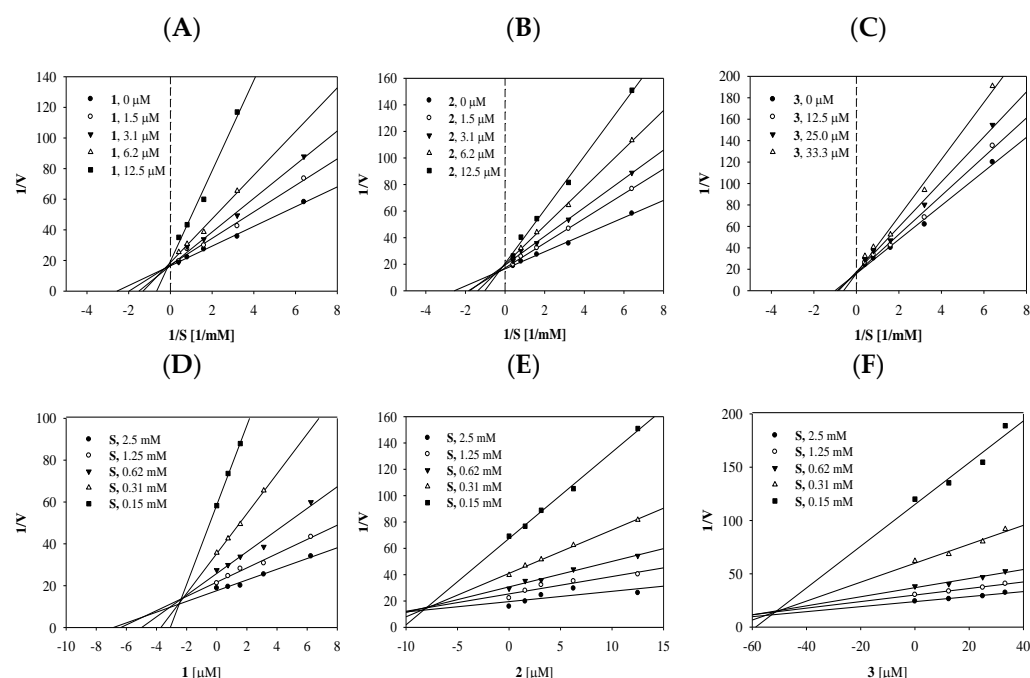 (A)
(B)
(C)
1/V
140
120
100
80
60
40
20
0
1, 0 µM
1, 1.5 µM
1, 3.1 µM
1, 6.2 µM
1, 12.5 µM
-4 -2 0 2 4 6 8
1/S [1/mM]
1/V
160
140
120
100
80
60
40
20
0
2, 0 µM
2, 1.5 µM
2, 3.1 µM
2, 6.2 µM
2, 12.5 µM
-4 -2 0 2 4 6 8
1/S [1/mM]
1/V
200
180
160
140
120
100
80
60
40
20
0
3, 0 µM
3, 12.5 µM
3, 25.0 µM
3, 33.3 µM
-4 -2 0 2 4 6 8
1/S [1/mM]
(D)
(E)
(F)
1/V
100
80
60
40
20
0
S, 2.5 mM
S, 1.25 mM
S, 0.62 mM
S, 0.31 mM
S, 0.15 mM
-10 -8 -6 -4 -2 0 2 4 6 8
1 [µM]
1/V
160
140
120
100
80
60
40
20
0
S, 2.5 mM
S, 1.25 mM
S, 0.62 mM
S, 0.31 mM
S, 0.15 mM
-10 -5 0 5 10 15
2 [µM]
1/V
200
150
100
50
0
S, 2.5 mM
S, 1.25 mM
S, 0.62 mM
S, 0.31 mM
S, 0.15 mM
-60 -40 -20 0 20 40
3 [µM]